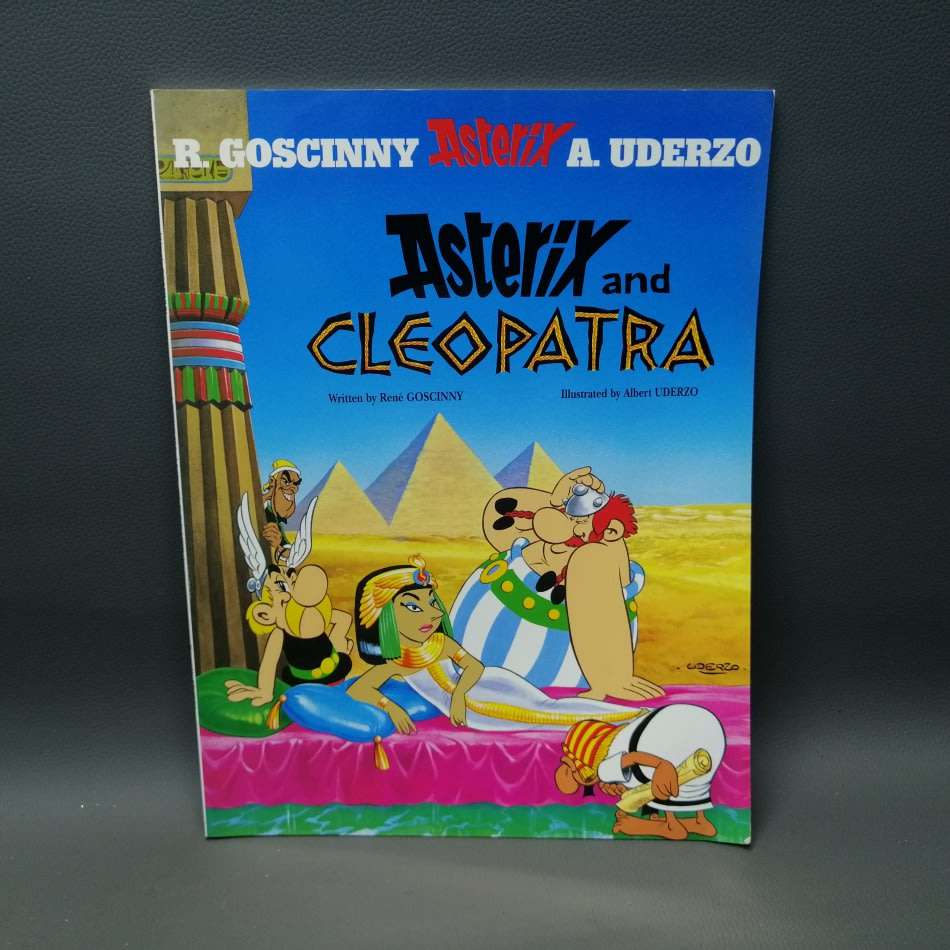 R. GOSCINNY Asterix A. UDERZO
Asterix and
CLEOPATRA
Written by René GOSCINNY Illustrated by Albert UDERZO
UDERZO